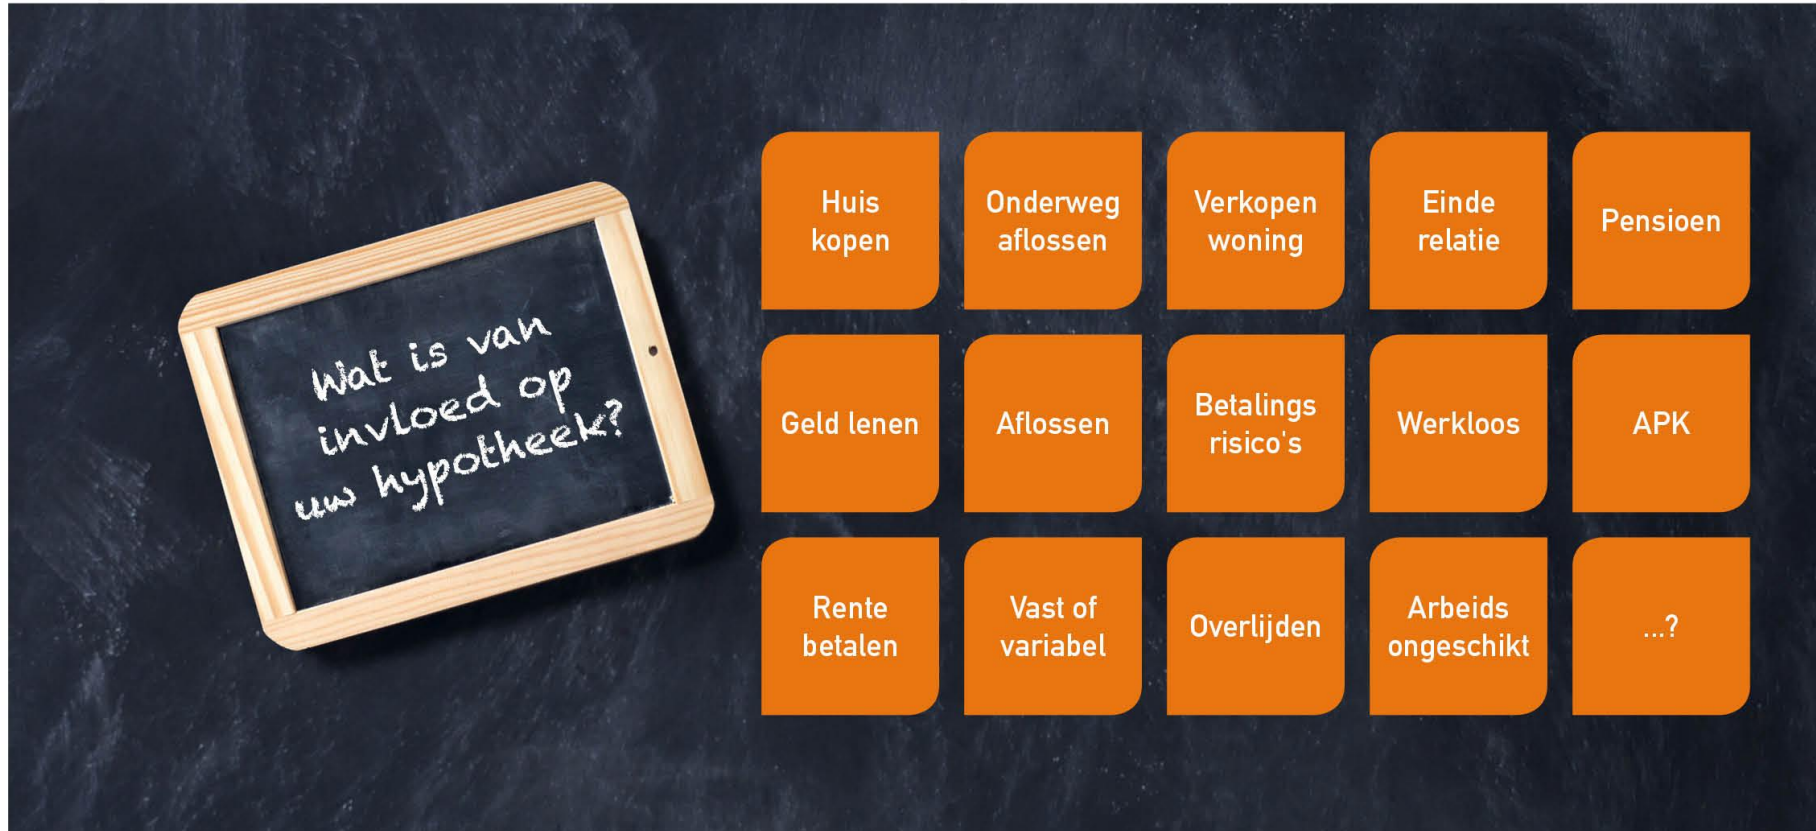 Wat is van
invloed op
uw hypotheek?
Huis
kopen
Onderweg
aflossen
Verkopen
woning
Einde
relatie
Pensioen
Geld lenen
Aflossen
Betalings
risico's
Werkloos
APK
Rente
betalen
Vast of
variabel
Overlijden
Arbeids
ongeschikt
...?